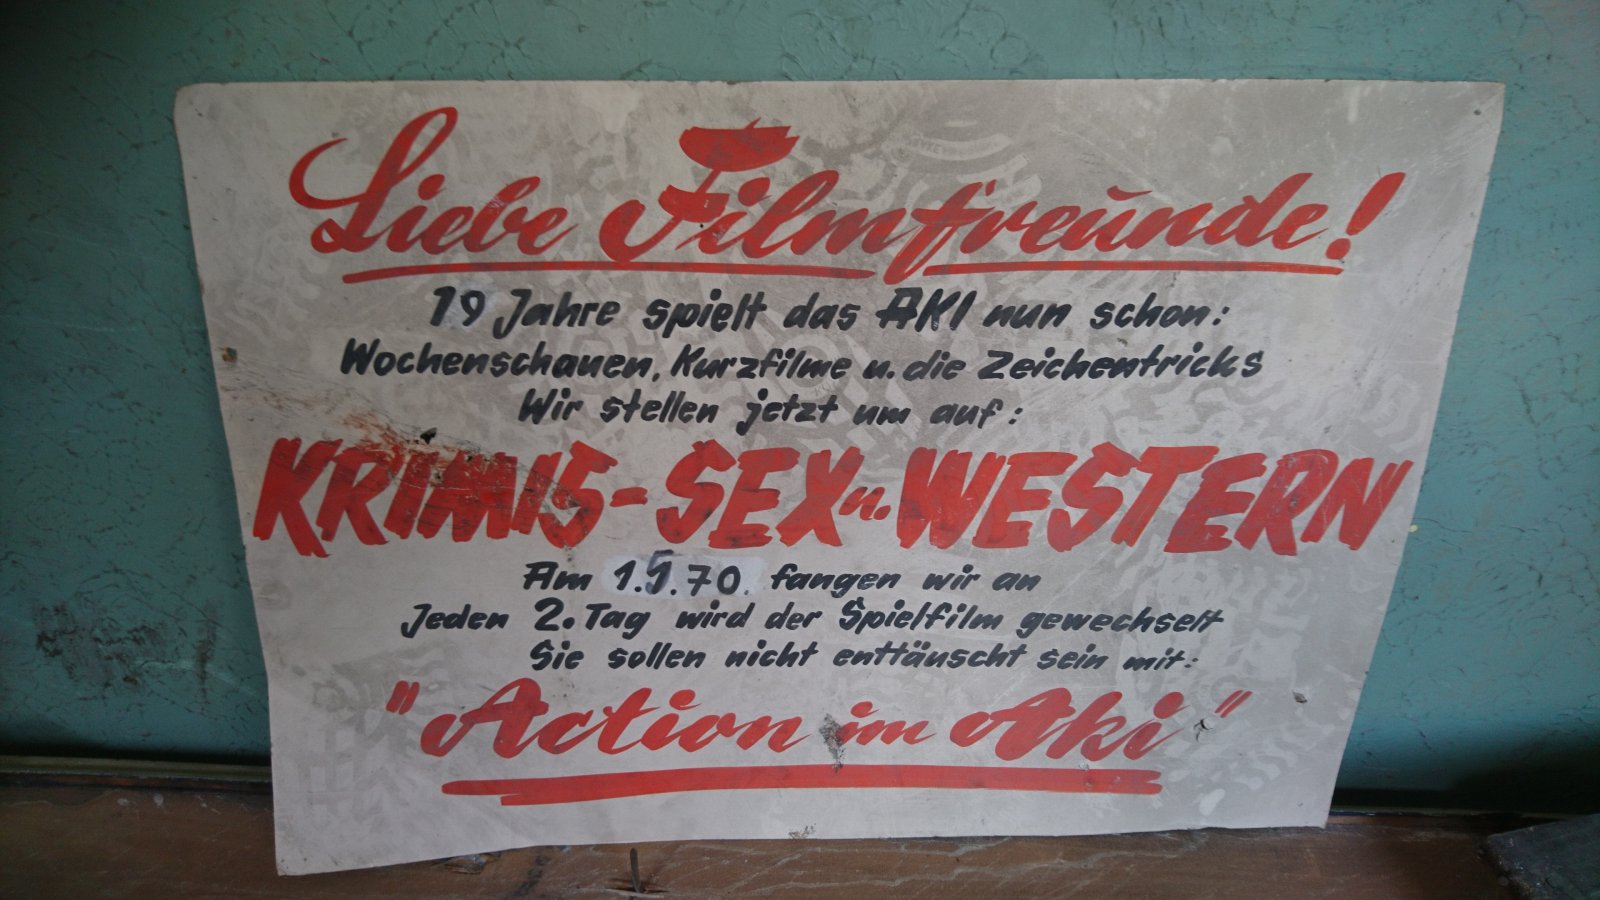 Liebe Filmfreunde!
19 Jahre spielt das AKI nun schon:
Wochenschauen, Kurzfilme u. die Zeichentricks
Wir stellen jetzt um auf:
KRIMIS-SEX u. WESTERN
Am 1.5.70. fangen wir an
Jeden 2. Tag wird der Spielfilm gewechselt
Sie sollen nicht enttäuscht sein mit:
"Action im Aki"